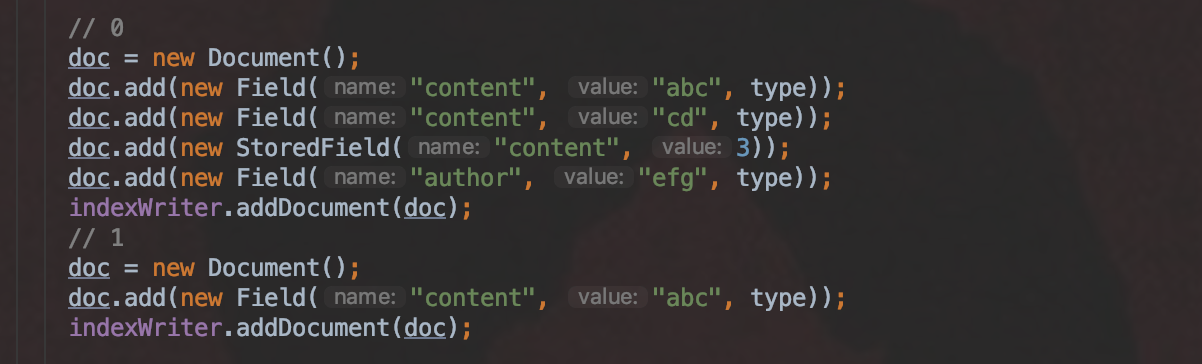 // 0
doc = new Document();
doc.add(new Field( name: "content", value: "abc", type));
doc.add(new Field( name: "content", value: "cd", type));
doc.add(new StoredField( name: "content", value: 3));
doc.add(new Field( name: "author", value: "efg", type));
indexWriter.addDocument(doc);
// 1
doc = new Document();
doc.add(new Field( name: "content", value: "abc", type));
indexWriter.addDocument(doc);